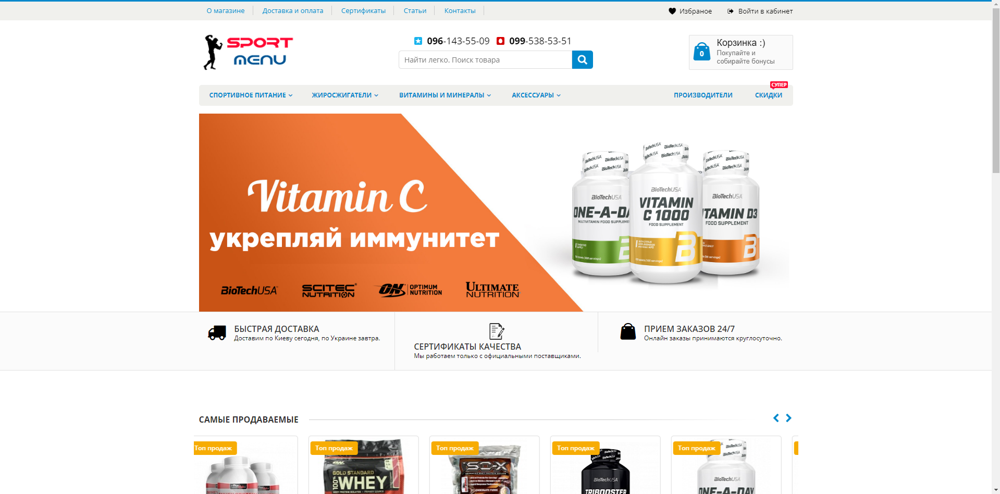 О магазине
Доставка и оплата
Сертификаты
Статьи
Контакты
Избраное
Войти в кабинет
SPORT
MENU
096-143-55-09
099-538-53-51
Найти легко. Поиск товара
0
Корзинка :)
Покупайте и
собирайте бонусы
СПОРТИВНОЕ ПИТАНИЕ
ЖИРОСЖИГАТЕЛИ
ВИТАМИНЫ И МИНЕРАЛЫ
АКСЕССУАРЫ
ПРОИЗВОДИТЕЛИ
СУПЕР
СКИДКИ
Vitamin C
укрепляй иммунитет
BioTechUSA
SCITEC
NUTRITION
ON
OPTIMUM
NUTRITION
ULTIMATE
NUTRITION
BioTechUSA
ONE-A-DA
MULTIVITAMIN FOOD SUPPLEME
BioTechUSA
VITAMIN
C 1000
FOOD SUPPLEMENT
B
BioTechUSA
ITAMIN D3
FOOD SUPPLEMENT
B
БЫСТРАЯ ДОСТАВКА
Доставим по Киеву сегодня, по Украине завтра.
СЕРТИФИКАТЫ КАЧЕСТВА
Мы работаем только с официальными поставщиками.
ПРИЕМ ЗАКАЗОВ 24/7
Онлайн заказы принимаются круглосуточно.
САМЫЕ ПРОДАВАЕМЫЕ
Топ продаж
Топ продаж
ON
GOLD STANDARD
100% WHEY
Топ продаж
ISO-X
CHOCOLATE FUDGE
Топ продаж
BioTechUSA
TRIBOOSTER
Топ продаж
BioTechUSA
ONE-A-DAY